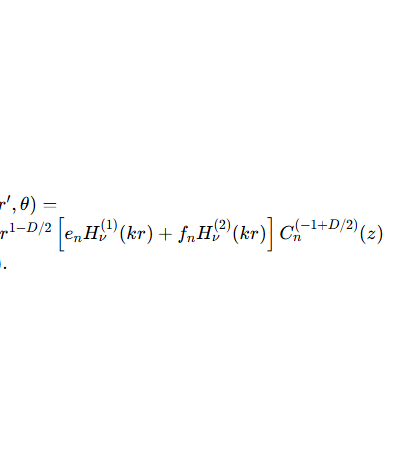 r′, θ) =
r^{1−D/2} [e_n H_ν^{(1)}(kr) + f_n H_ν^{(2)}(kr)] C_n^{(−1+D/2)}(z)
).